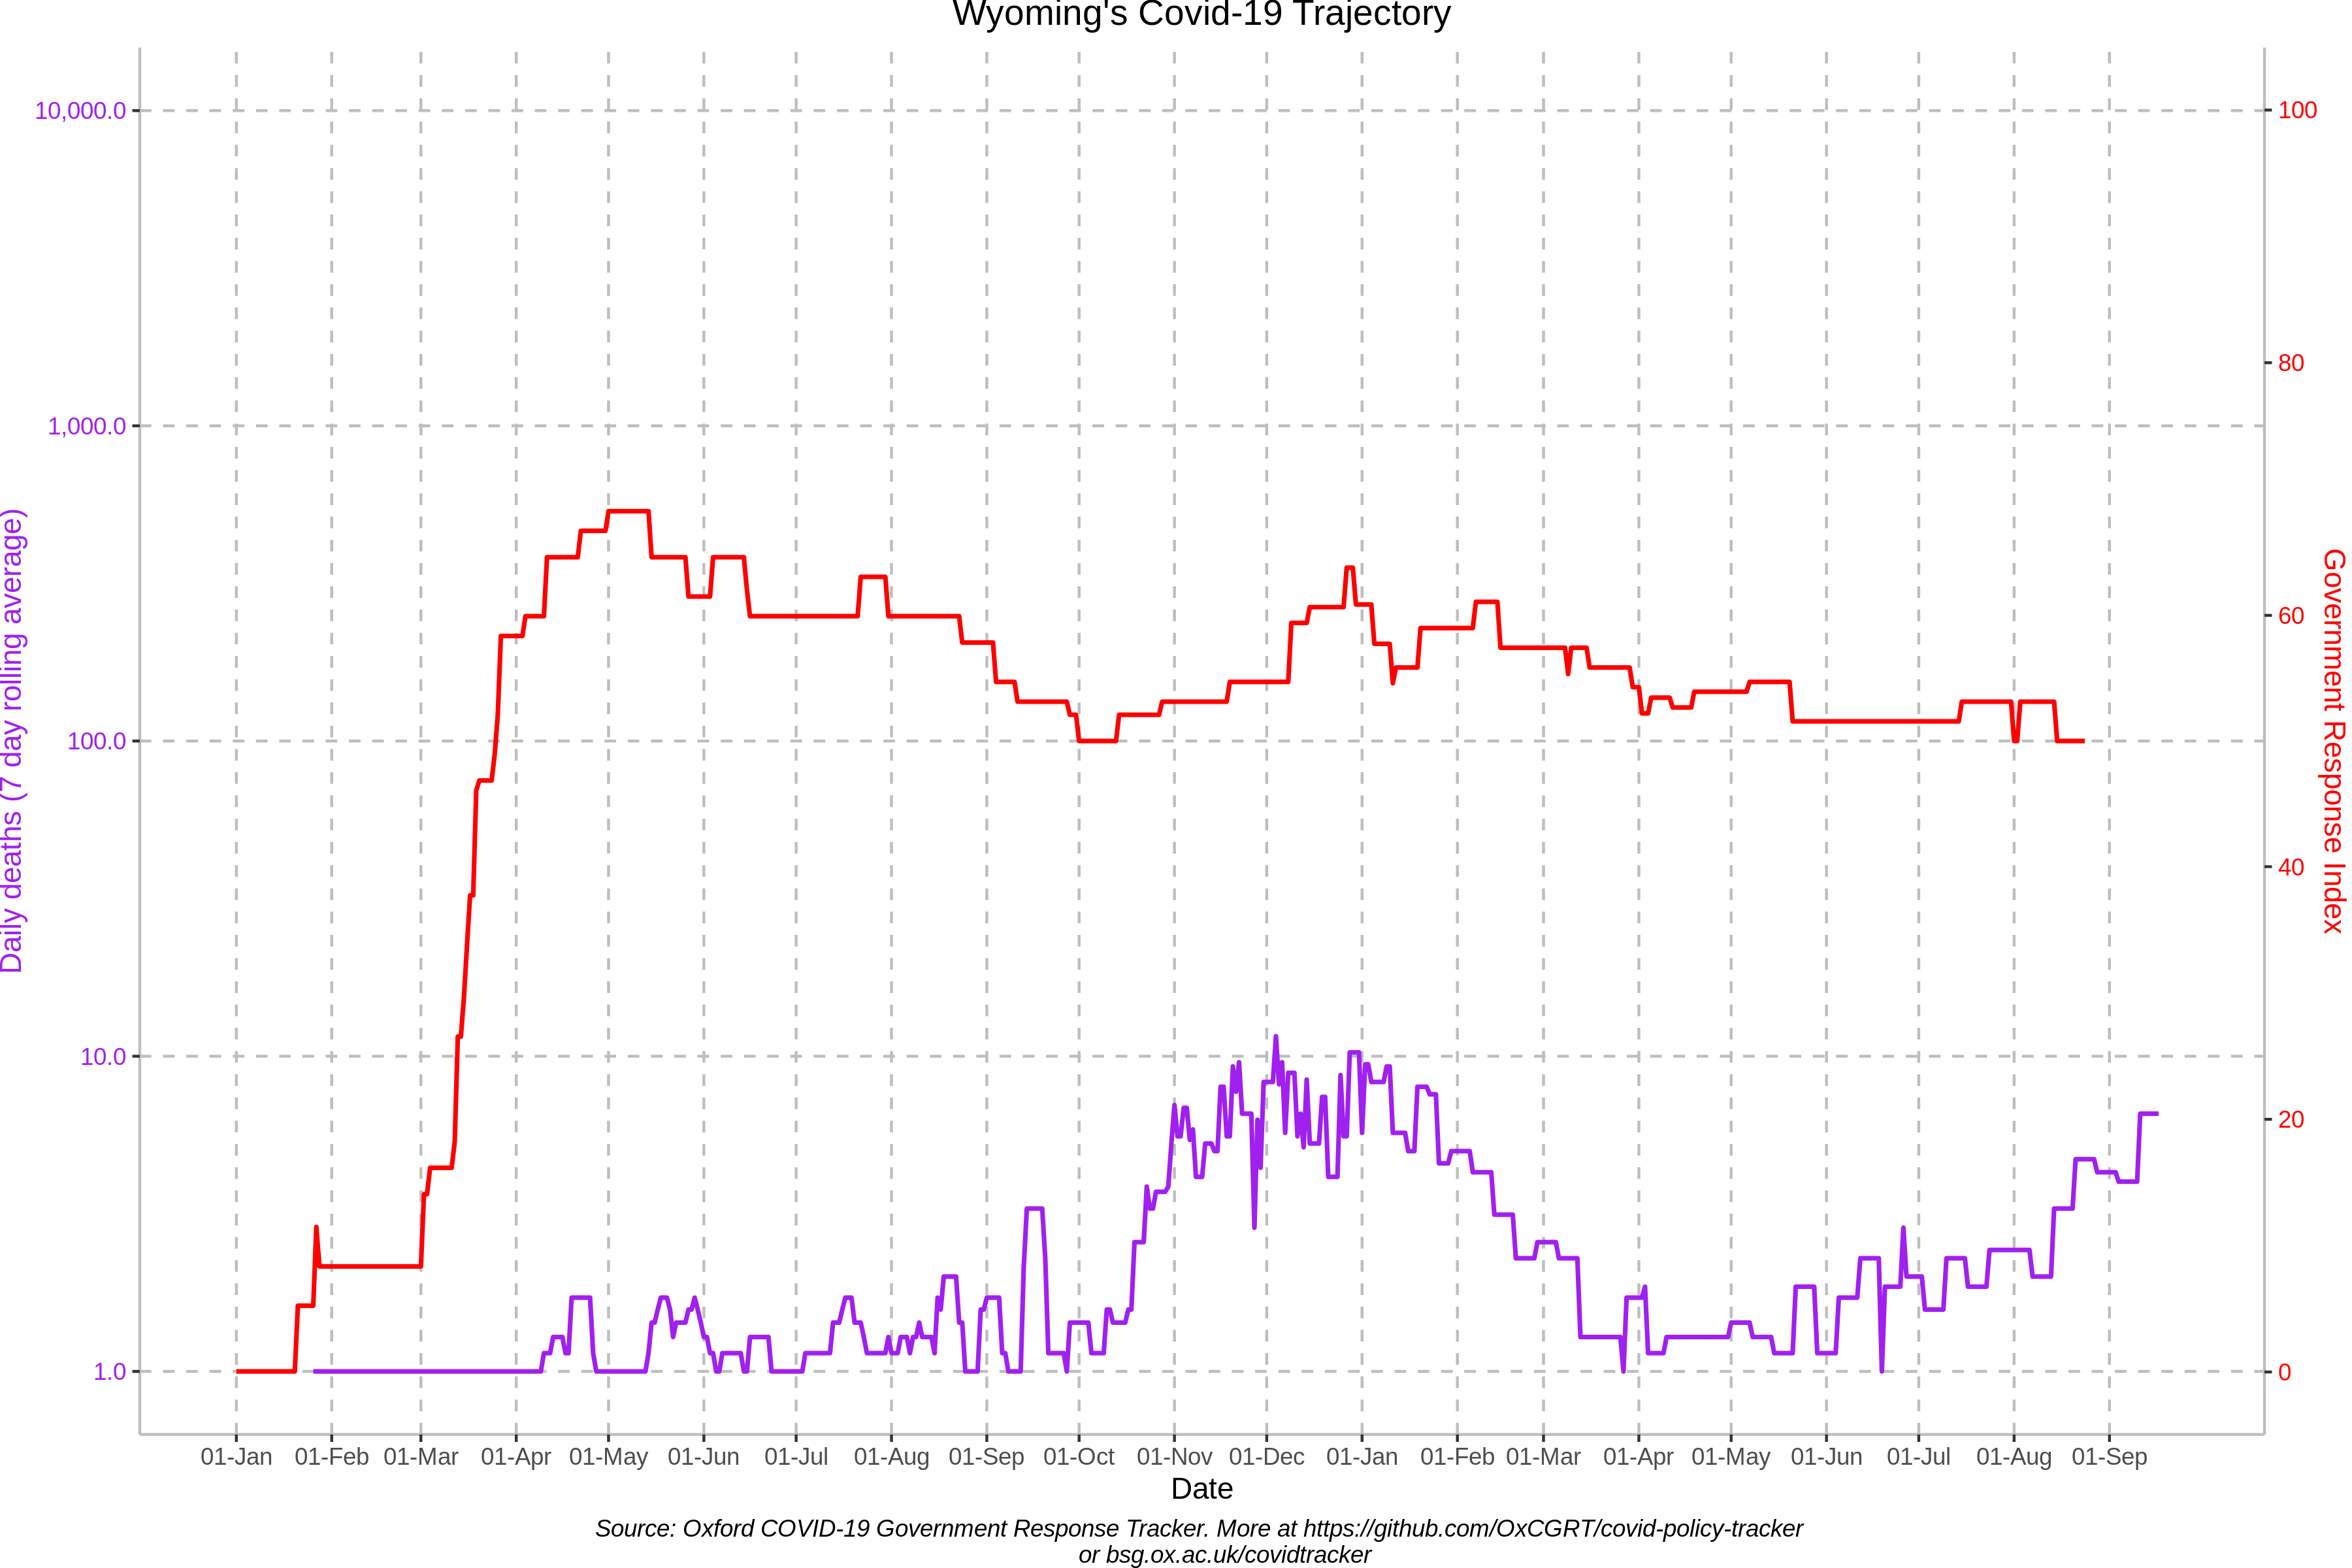 Wyoming's Covid-19 Trajectory
10,000.0
1,000.0
100.0
10.0
1.0
Daily deaths (7 day rolling average)
100
80
60
40
20
0
Government Response Index
01-Jan 01-Feb 01-Mar 01-Apr 01-May 01-Jun 01-Jul 01-Aug 01-Sep 01-Oct 01-Nov 01-Dec 01-Jan 01-Feb 01-Mar 01-Apr 01-May 01-Jun 01-Jul 01-Aug 01-Sep
Date
Source: Oxford COVID-19 Government Response Tracker. More at https://github.com/OxCGRT/covid-policy-tracker
or bsg.ox.ac.uk/covidtracker